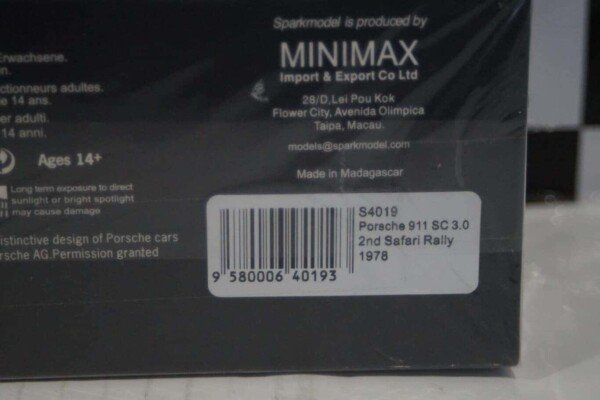 Sparkmodel is produced by
MINIMAX
Import & Export Co Ltd
28/D, Lei Pou Kok
Flower City, Avenida Olimpica
Taipa, Macau.
models@sparkmodel.com
Made in Madagascar
Erwachsene.
ctionneurs adultes.
e 14 ans.
er adulti.
14 anni.
Ages 14+
Long term exposure to direct
sunlight or bright spotlight
may cause damage
istinctive design of Porsche cars
rsche AG.Permission granted
S4019
Porsche 911 SC 3.0
2nd Safari Rally
1978
9 580006 40193